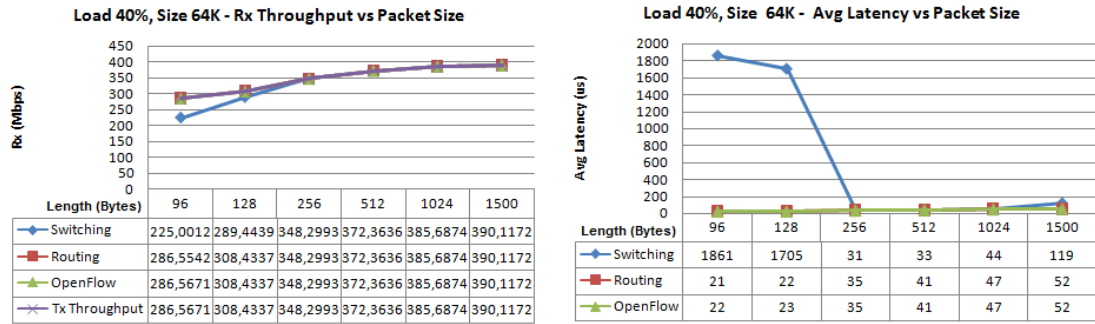 Load 40%, Size 64K - Rx Throughput vs Packet Size
Rx (Mbps)
450
400
350
300
250
200
150
100
50
0
Length (Bytes) 96 128 256 512 1024 1500
Switching 225,0012 289,4439 348,2993 372,3636 385,6874 390,1172
Routing 286,5542 308,4337 348,2993 372,3636 385,6874 390,1172
OpenFlow 286,5671 308,4337 348,2993 372,3636 385,6874 390,1172
Tx Throughput 286,5671 308,4337 348,2993 372,3636 385,6874 390,1172
Load 40%, Size 64K - Avg Latency vs Packet Size
Avg Latency (us)
2000
1800
1600
1400
1200
1000
800
600
400
200
0
Length (Bytes) 96 128 256 512 1024 1500
Switching 1861 1705 31 33 44 119
Routing 21 22 35 41 47 52
OpenFlow 22 23 35 41 47 52